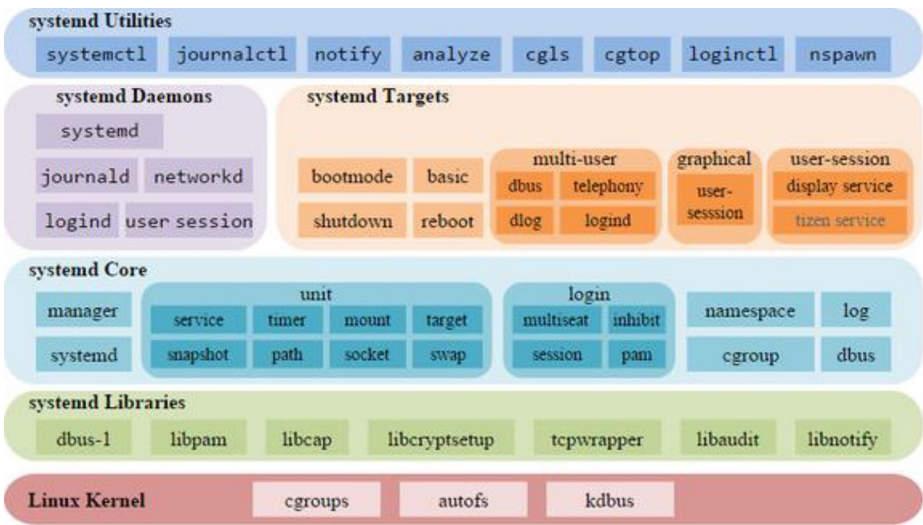 systemd Utilities
systemctl journalctl notify analyze cgls cgtop loginctl nspawn
systemd Daemons
systemd
journald networkd
logind user session
systemd Targets
bootmode basic
shutdown reboot
multi-user
dbus telephony
dlog logind
graphical
user-
sesssion
user-session
display service
tizen service
systemd Core
manager
systemd
unit
service timer mount target
snapshot path socket swap
login
multiseat inhibit
session pam
namespace log
cgroup dbus
systemd Libraries
dbus-1 libpam libcap libcryptsetup tcpwrapper libaudit libnotify
Linux Kernel cgroups autofs kdbus